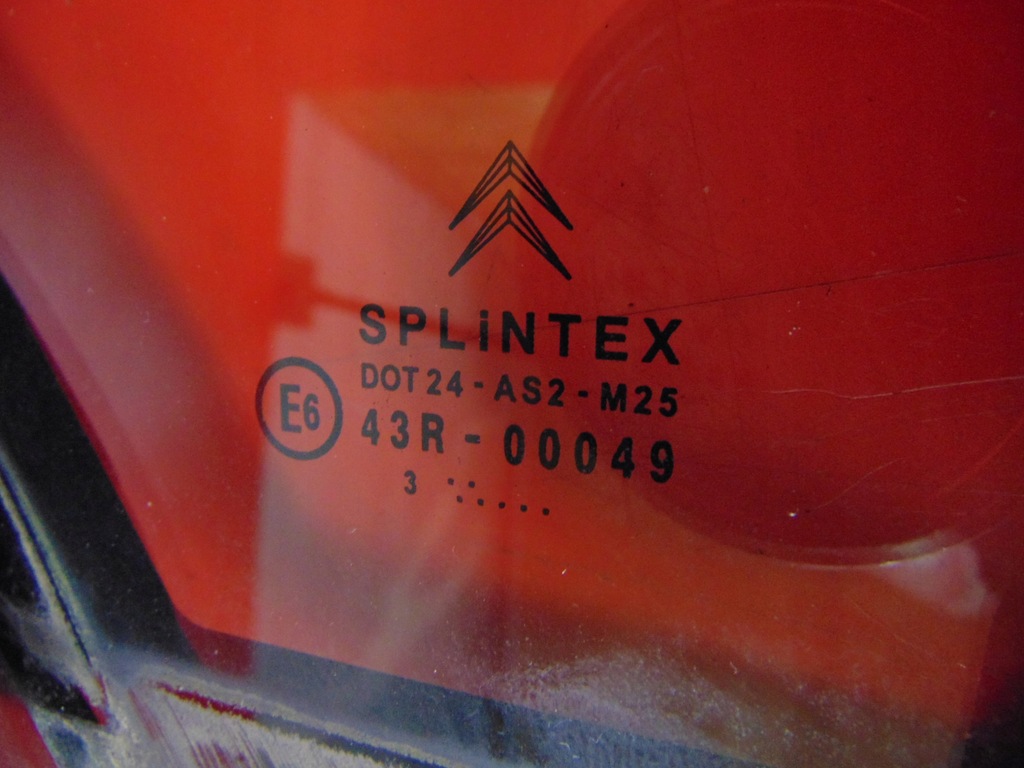 SPLiNTEX
DOT 24 - AS2 - M25
E6
43R - 00049
3